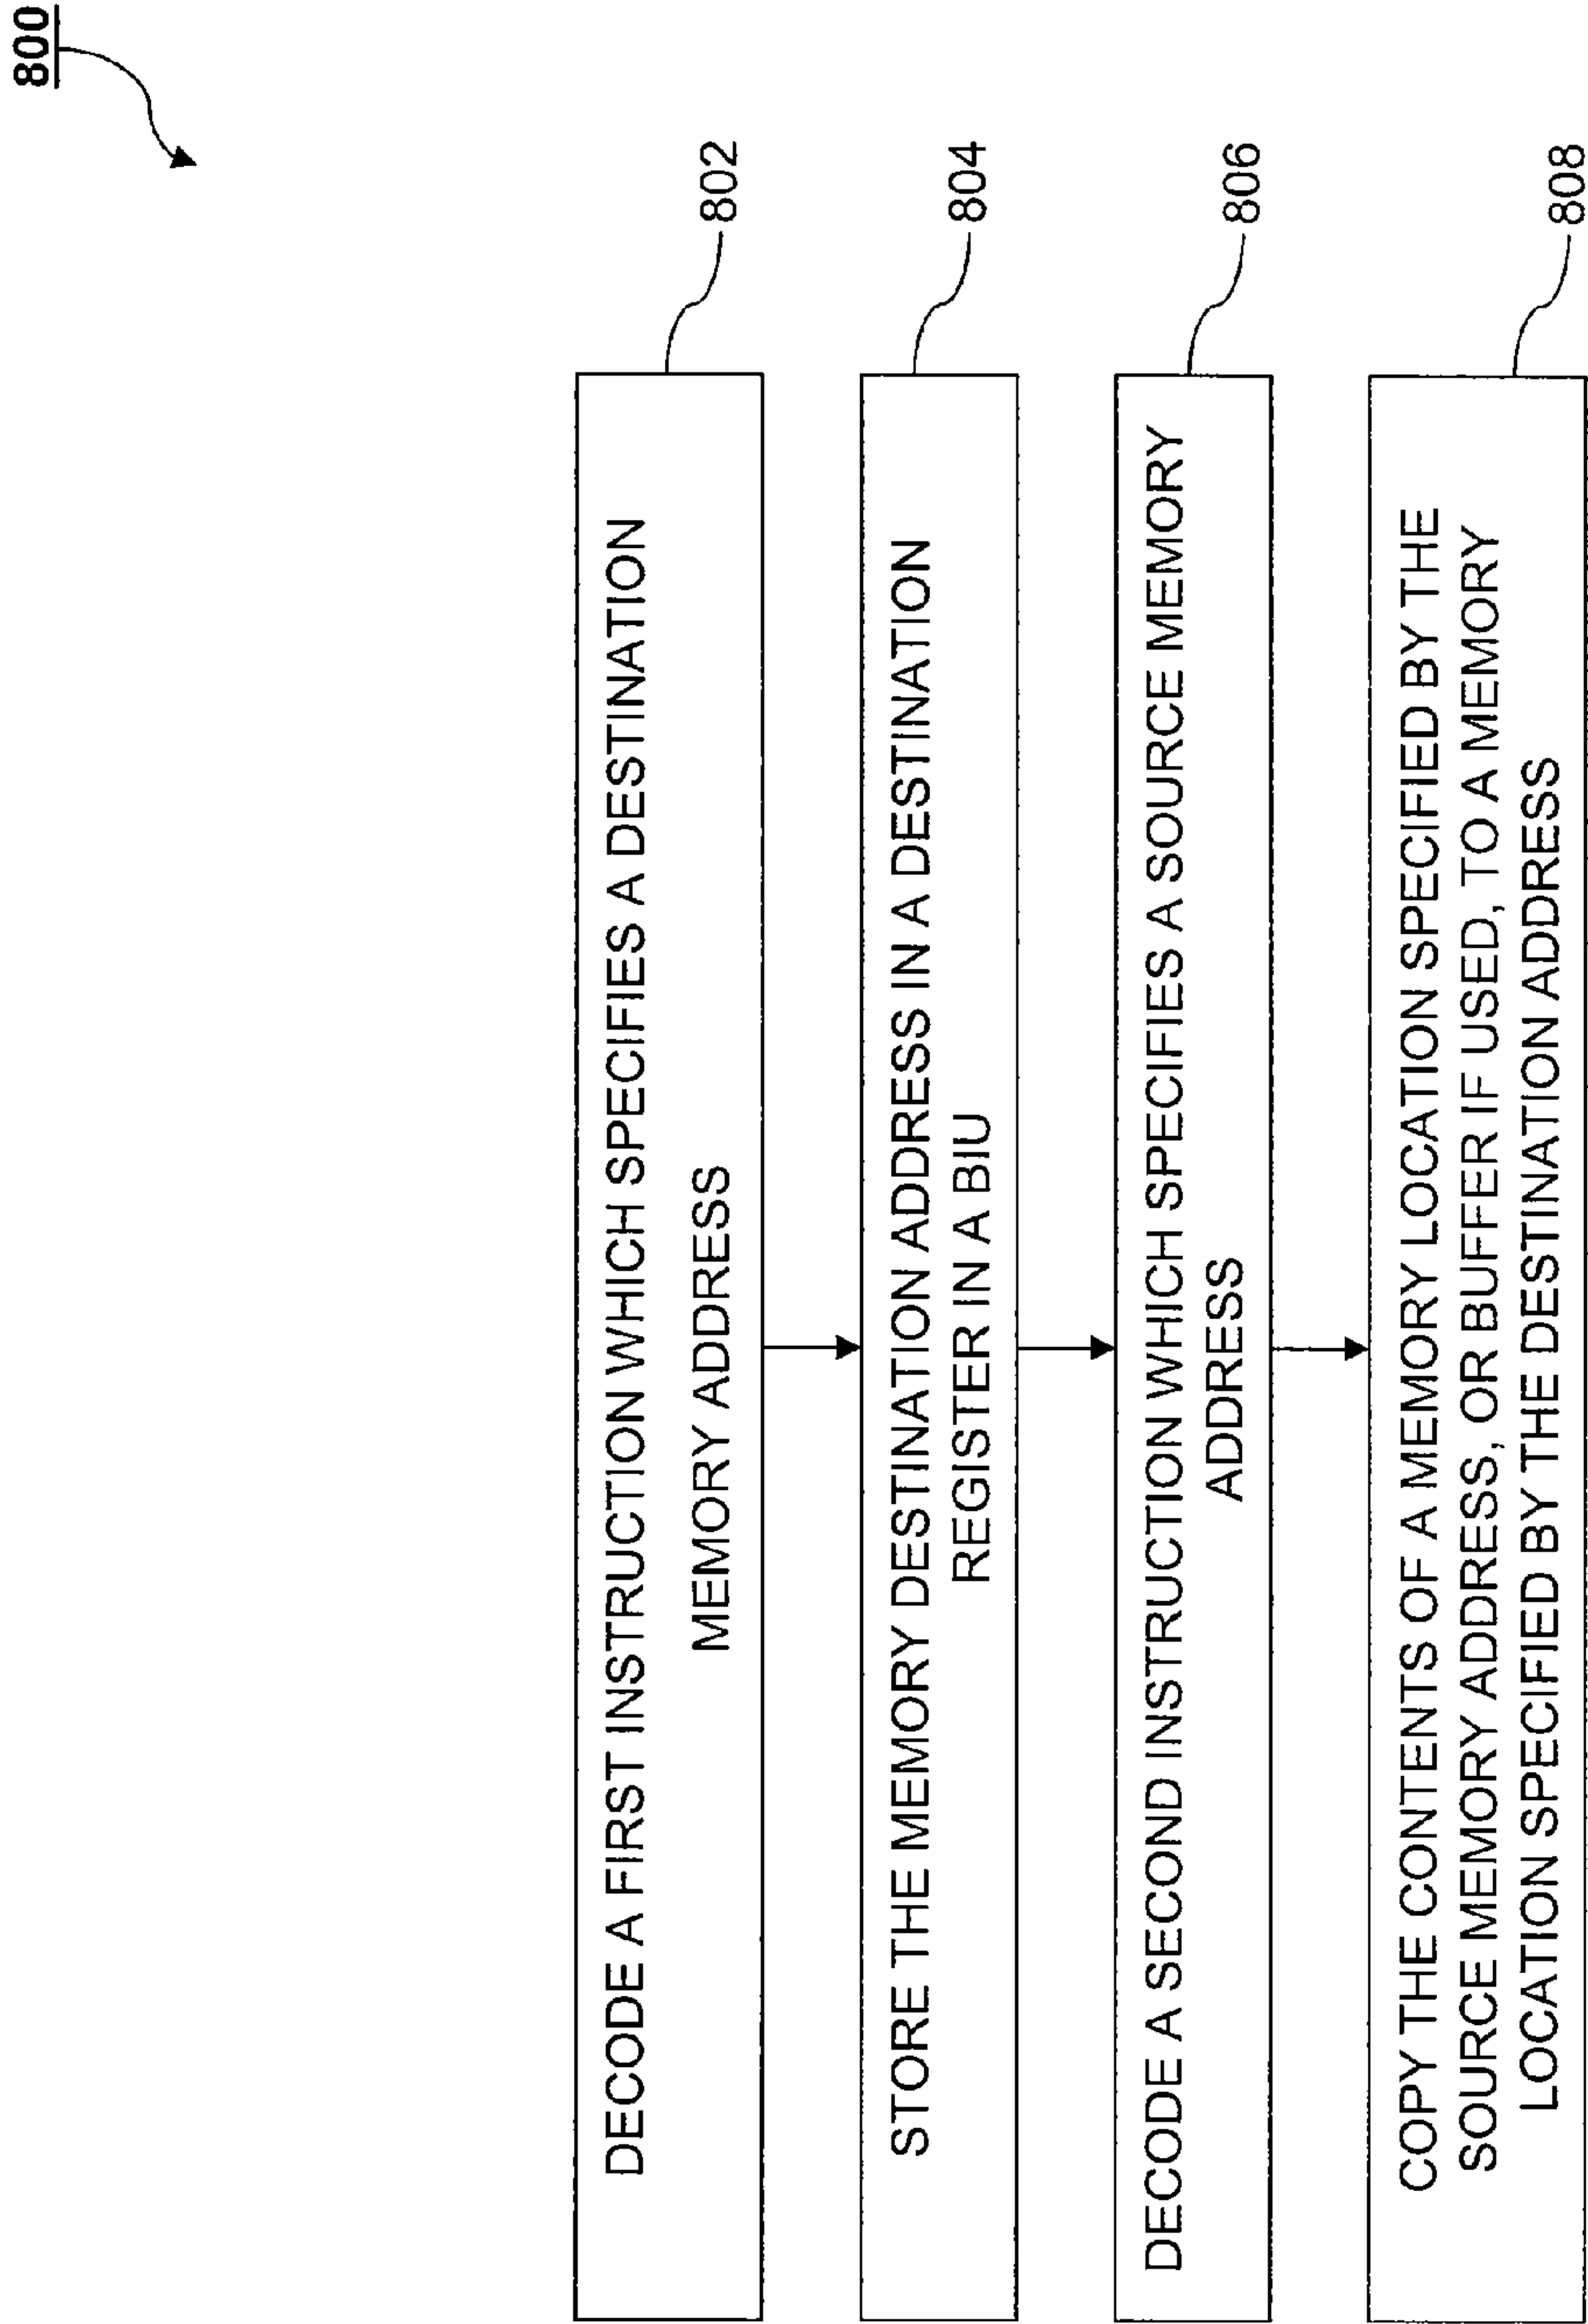 800
DECODE A FIRST INSTRUCTION WHICH SPECIFIES A DESTINATION
MEMORY ADDRESS
802
STORE THE MEMORY DESTINATION ADDRESS IN A DESTINATION
REGISTER IN A BIU
804
DECODE A SECOND INSTRUCTION WHICH SPECIFIES A SOURCE MEMORY
ADDRESS
806
COPY THE CONTENTS OF A MEMORY LOCATION SPECIFIED BY THE
SOURCE MEMORY ADDRESS, OR BUFFER IF USED, TO A MEMORY
LOCATION SPECIFIED BY THE DESTINATION ADDRESS
808